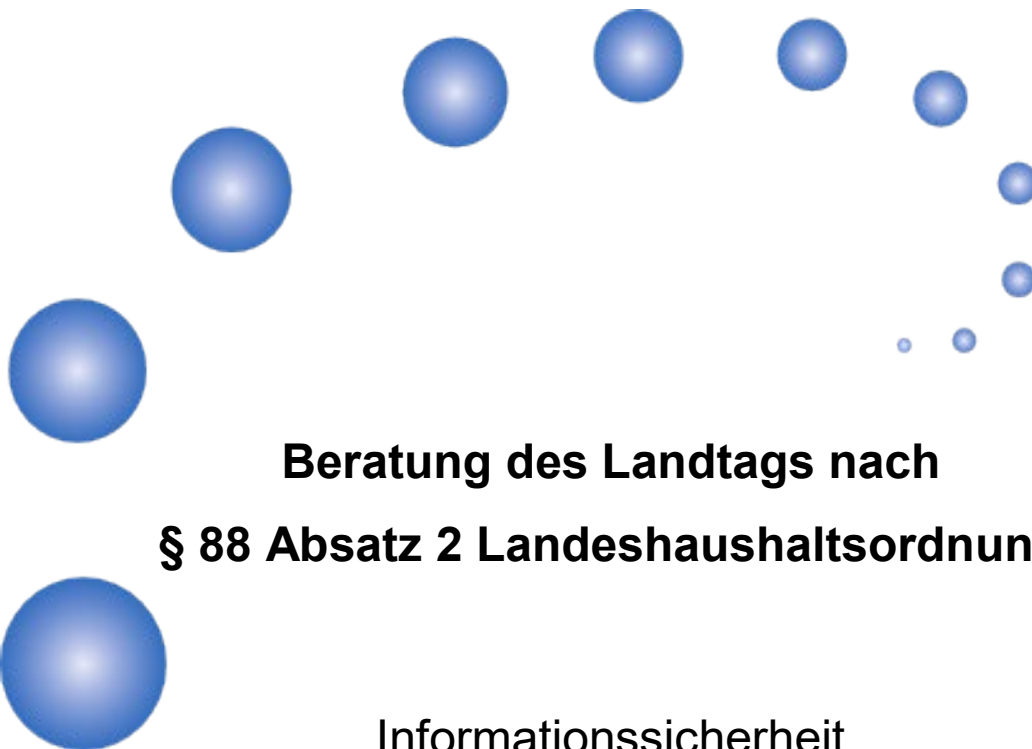 Beratung des Landtags nach
§ 88 Absatz 2 Landeshaushaltsordnun
Informationssicherheit